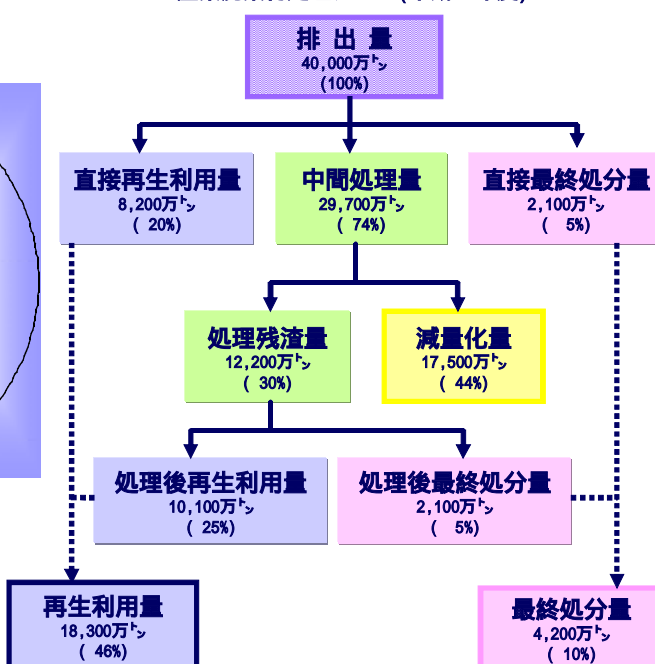 排 出 量
40,000万㌧
(100%)
直接再生利用量
8,200万㌧
( 20%)
中間処理量
29,700万㌧
( 74%)
直接最終処分量
2,100万㌧
( 5%)
処理残渣量
12,200万㌧
( 30%)
減量化量
17,500万㌧
( 44%)
処理後再生利用量
10,100万㌧
( 25%)
処理後最終処分量
2,100万㌧
( 5%)
再生利用量
18,300万㌧
( 46%)
最終処分量
4,200万㌧
( 10%)